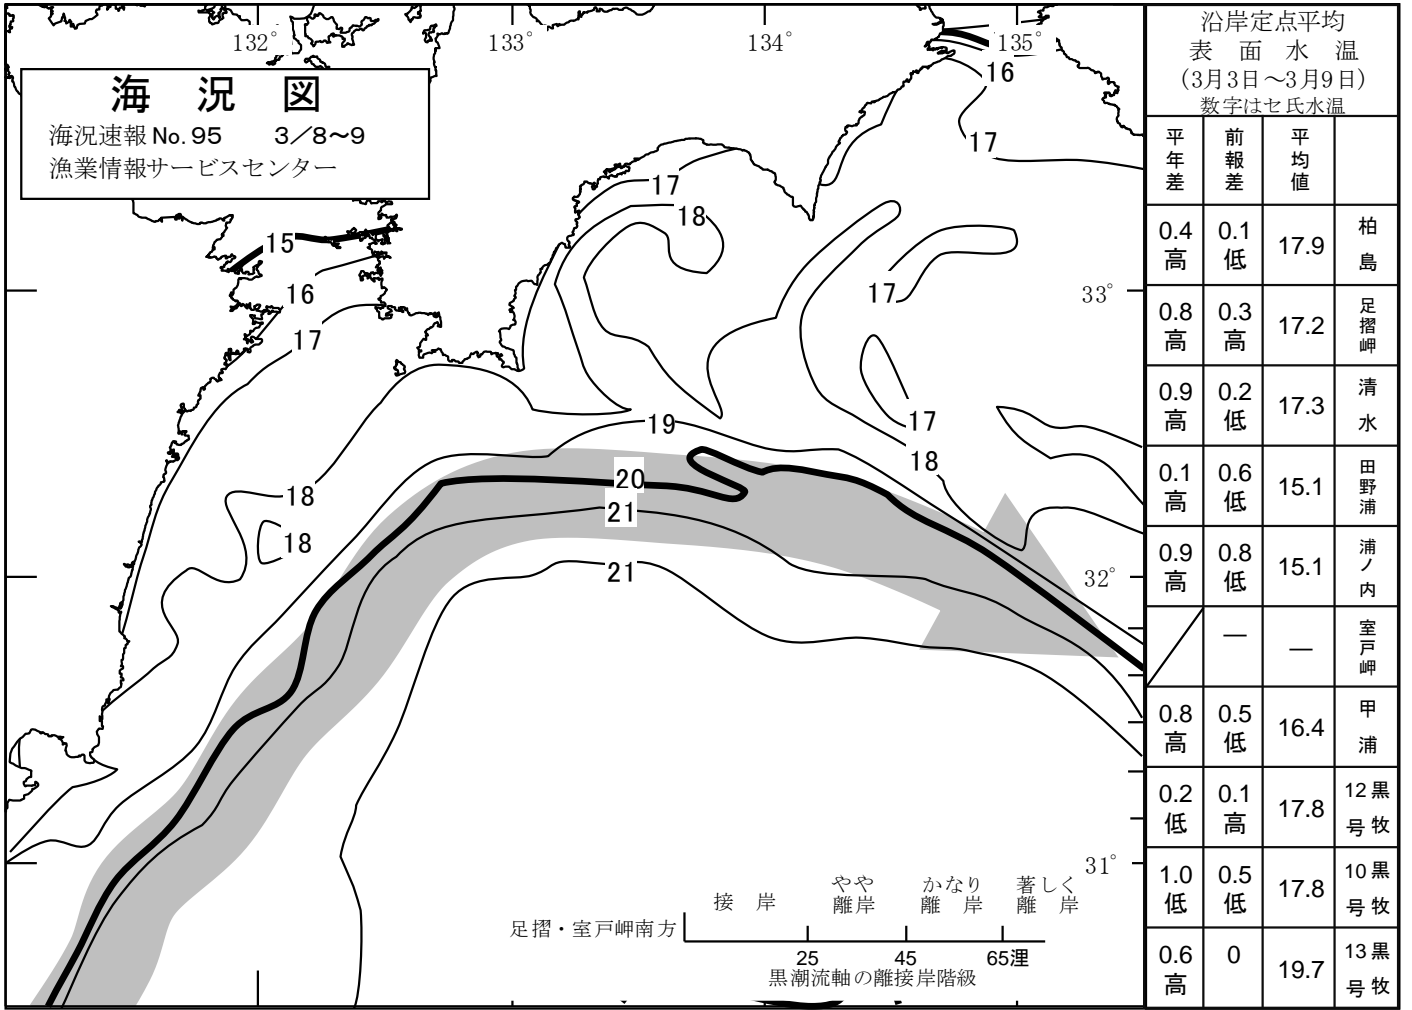 132°
133°
134°
135°
海況図
海況速報 No. 95 3/8~9
漁業情報サービスセンター
16
17
17
18
15
16
17
17
33°
17
19
18
18
18
20
21
21
32°
31°
接岸 やや離岸 かなり離岸 著しく離岸
足摺・室戸岬南方
25 45 65浬
黒潮流軸の離接岸階級
沿岸定点平均
表面水温
(3月3日~3月9日)
数字はセ氏水温
平年差 前報差 平均値
0.4高 0.1低 17.9 柏島
0.8高 0.3高 17.2 足摺岬
0.9高 0.2低 17.3 清水
0.1高 0.6低 15.1 田野浦
0.9高 0.8低 15.1 浦ノ内
― ― 室戸岬
0.8高 0.5低 16.4 甲浦
0.2低 0.1高 17.8 黒牧12号
1.0低 0.5低 17.8 黒牧10号
0.6高 0 19.7 黒牧13号